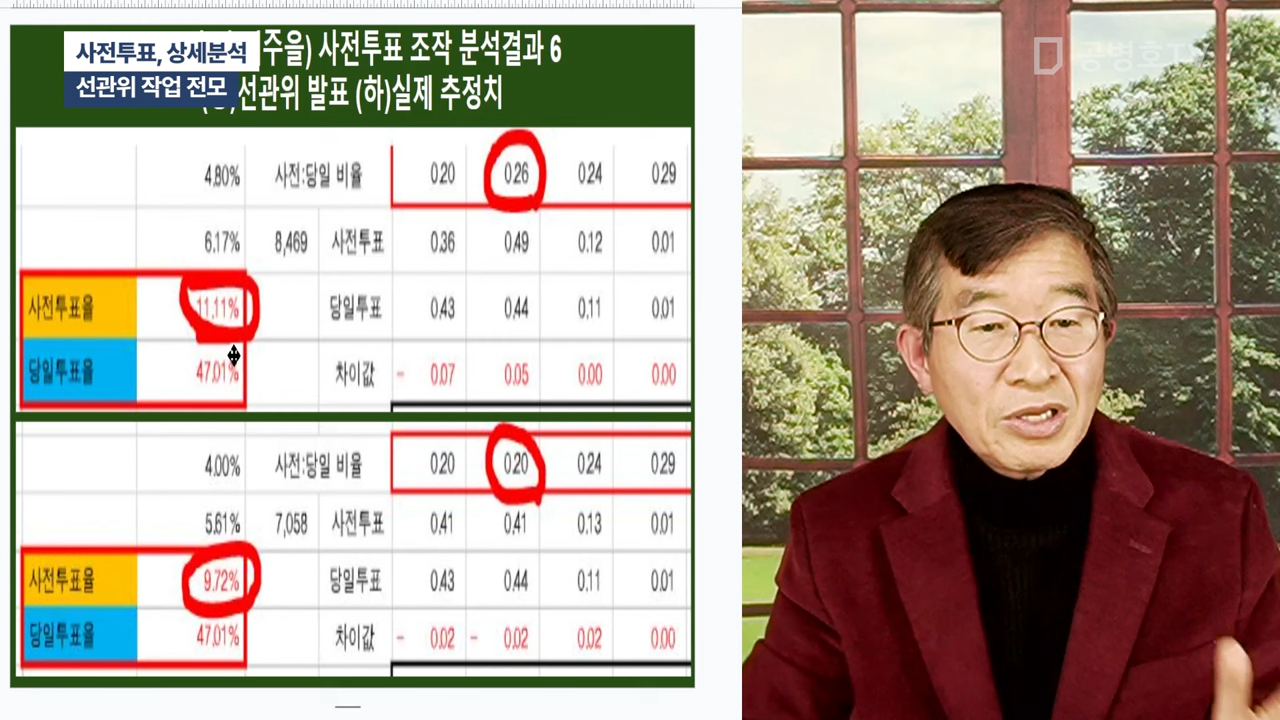 사전투표, 상세분석
선관위 작업 전모
주을) 사전투표 조작 분석결과 6
선관위 발표 (하)실제 추정치
공병호TV
4.80% 사전:당일 비율 0.20 0.26 0.24 0.29
6.17% 8,469 사전투표 0.36 0.49 0.12 0.01
사전투표율 11.11% 당일투표 0.43 0.44 0.11 0.01
당일투표율 47.01% 차이값 - 0.07 0.05 0.00 0.00
4.00% 사전:당일 비율 0.20 0.20 0.24 0.29
5.61% 7,058 사전투표 0.41 0.41 0.13 0.01
사전투표율 9.72% 당일투표 0.43 0.44 0.11 0.01
당일투표율 47.01% 차이값 - 0.02 - 0.02 0.02 0.00